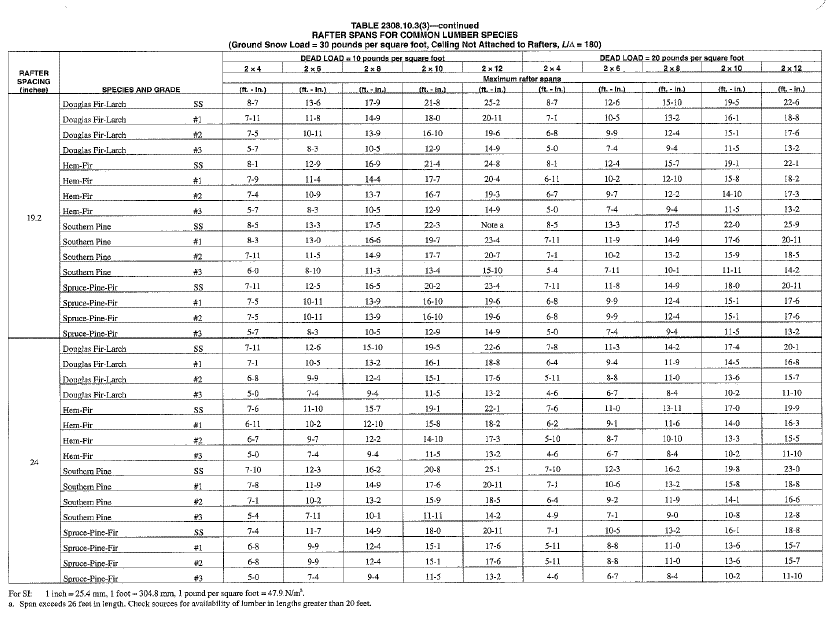 TABLE 2308.10.3(3)—continued
RAFTER SPANS FOR COMMON LUMBER SPECIES
(Ground Snow Load = 30 pounds per square foot, Ceiling Not Attached to Rafters, L/Δ = 180)
RAFTER SPACING (inches) SPECIES AND GRADE DEAD LOAD = 10 pounds per square foot DEAD LOAD = 20 pounds per square foot
2 × 4 2 × 6 2 × 8 2 × 10 2 × 12 2 × 4 2 × 6 2 × 8 2 × 10 2 × 12
Maximum rafter spans
(ft. - in.) (ft. - in.) (ft. - in.) (ft. - in.) (ft. - in.) (ft. - in.) (ft. - in.) (ft. - in.) (ft. - in.) (ft. - in.)
19.2
Douglas Fir-Larch SS 8-7 13-6 17-9 21-8 25-2 8-7 12-6 15-10 19-5 22-6
Douglas Fir-Larch #1 7-11 11-8 14-9 18-0 20-11 7-1 10-5 13-2 16-1 18-8
Douglas Fir-Larch #2 7-5 10-11 13-9 16-10 19-6 6-8 9-9 12-4 15-1 17-6
Douglas Fir-Larch #3 5-7 8-3 10-5 12-9 14-9 5-0 7-4 9-4 11-5 13-2
Hem-Fir SS 8-1 12-9 16-9 21-4 24-8 8-1 12-4 15-7 19-1 22-1
Hem-Fir #1 7-9 11-4 14-4 17-7 20-4 6-11 10-2 12-10 15-8 18-2
Hem-Fir #2 7-4 10-9 13-7 16-7 19-3 6-7 9-7 12-2 14-10 17-3
Hem-Fir #3 5-7 8-3 10-5 12-9 14-9 5-0 7-4 9-4 11-5 13-2
Southern Pine SS 8-5 13-3 17-5 22-3 Note a 8-5 13-3 17-5 22-0 25-9
Southern Pine #1 8-3 13-0 16-6 19-7 23-4 7-11 11-9 14-9 17-6 20-11
Southern Pine #2 7-11 11-5 14-9 17-7 20-7 7-1 10-2 13-2 15-9 18-5
Southern Pine #3 6-0 8-10 11-3 13-4 15-10 5-4 7-11 10-1 11-11 14-2
Spruce-Pine-Fir SS 7-11 12-5 16-5 20-2 23-4 7-11 11-8 14-9 18-0 20-11
Spruce-Pine-Fir #1 7-5 10-11 13-9 16-10 19-6 6-8 9-9 12-4 15-1 17-6
Spruce-Pine-Fir #2 7-5 10-11 13-9 16-10 19-6 6-8 9-9 12-4 15-1 17-6
Spruce-Pine-Fir #3 5-7 8-3 10-5 12-9 14-9 5-0 7-4 9-4 11-5 13-2
24
Douglas Fir-Larch SS 7-11 12-6 15-10 19-5 22-6 7-8 11-3 14-2 17-4 20-1
Douglas Fir-Larch #1 7-1 10-5 13-2 16-1 18-8 6-4 9-4 11-9 14-5 16-8
Douglas Fir-Larch #2 6-8 9-9 12-4 15-1 17-6 5-11 8-8 11-0 13-6 15-7
Douglas Fir-Larch #3 5-0 7-4 9-4 11-5 13-2 4-6 6-7 8-4 10-2 11-10
Hem-Fir SS 7-6 11-10 15-7 19-1 22-1 7-6 11-0 13-11 17-0 19-9
Hem-Fir #1 6-11 10-2 12-10 15-8 18-2 6-2 9-1 11-6 14-0 16-3
Hem-Fir #2 6-7 9-7 12-2 14-10 17-3 5-10 8-7 10-10 13-3 15-5
Hem-Fir #3 5-0 7-4 9-4 11-5 13-2 4-6 6-7 8-4 10-2 11-10
Southern Pine SS 7-10 12-3 16-2 20-8 25-1 7-10 12-3 16-2 19-8 23-0
Southern Pine #1 7-8 11-9 14-9 17-6 20-11 7-1 10-6 13-2 15-8 18-8
Southern Pine #2 7-1 10-2 13-2 15-9 18-5 6-4 9-2 11-9 14-1 16-6
Southern Pine #3 5-4 7-11 10-1 11-11 14-2 4-9 7-1 9-0 10-8 12-8
Spruce-Pine-Fir SS 7-4 11-7 14-9 18-0 20-11 7-1 10-5 13-2 16-1 18-8
Spruce-Pine-Fir #1 6-8 9-9 12-4 15-1 17-6 5-11 8-8 11-0 13-6 15-7
Spruce-Pine-Fir #2 6-8 9-9 12-4 15-1 17-6 5-11 8-8 11-0 13-6 15-7
Spruce-Pine-Fir #3 5-0 7-4 9-4 11-5 13-2 4-6 6-7 8-4 10-2 11-10
For SI: 1 inch = 25.4 mm, 1 foot = 304.8 mm, 1 pound per square foot = 47.9 N/m².
a. Span exceeds 26 feet in length. Check sources for availability of lumber in lengths greater than 20 feet.